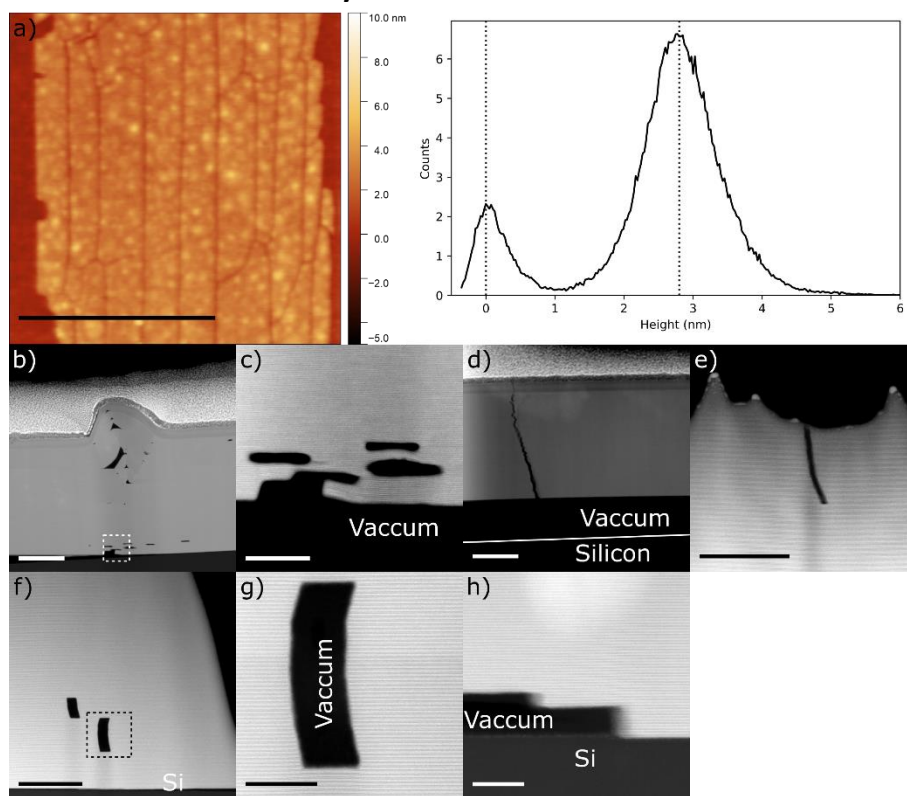 a)
10.0 nm
8.0
6.0
4.0
2.0
0.0
-2.0
-5.0
Counts
6
5
4
3
2
1
0
0 1 2 3 4 5 6
Height (nm)
b)
c)
Vaccum
d)
Vaccum
Silicon
e)
f)
Si
g)
Vaccum
h)
Vaccum
Si